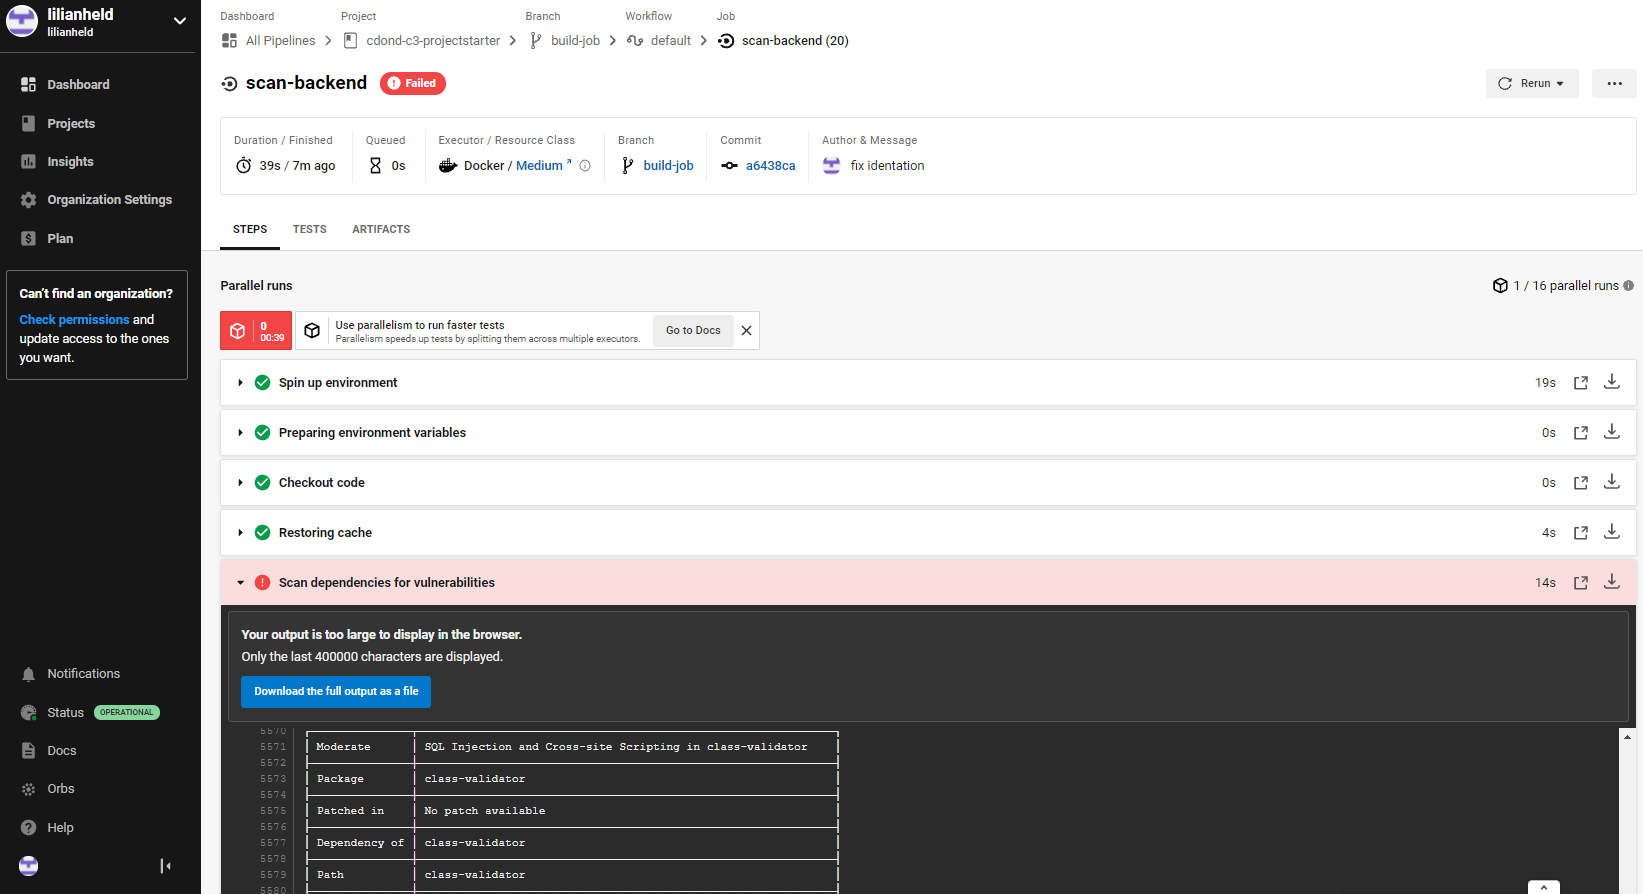 lilianheld
lilianheld
Dashboard
Projects
Insights
Organization Settings
Plan
Can't find an organization?
Check permissions and
update access to the ones
you want.
Notifications
Status OPERATIONAL
Docs
Orbs
Help
Dashboard Project Branch Workflow Job
All Pipelines cdond-c3-projectstarter build-job default scan-backend (20)
scan-backend Failed
Rerun
Duration / Finished Queued Executor / Resource Class Branch Commit Author & Message
39s / 7m ago 0s Docker / Medium build-job a6438ca fix identation
STEPS TESTS ARTIFACTS
Parallel runs 1 / 16 parallel runs
0
00:39
Use parallelism to run faster tests
Parallelism speeds up tests by splitting them across multiple executors.
Go to Docs
Spin up environment 19s
Preparing environment variables 0s
Checkout code 0s
Restoring cache 4s
Scan dependencies for vulnerabilities 14s
Your output is too large to display in the browser.
Only the last 400000 characters are displayed.
Download the full output as a file
5570
5571 Moderate SQL Injection and Cross-site Scripting in class-validator
5572
5573 Package class-validator
5574
5575 Patched in No patch available
5576
5577 Dependency of class-validator
5578
5579 Path class-validator
5580